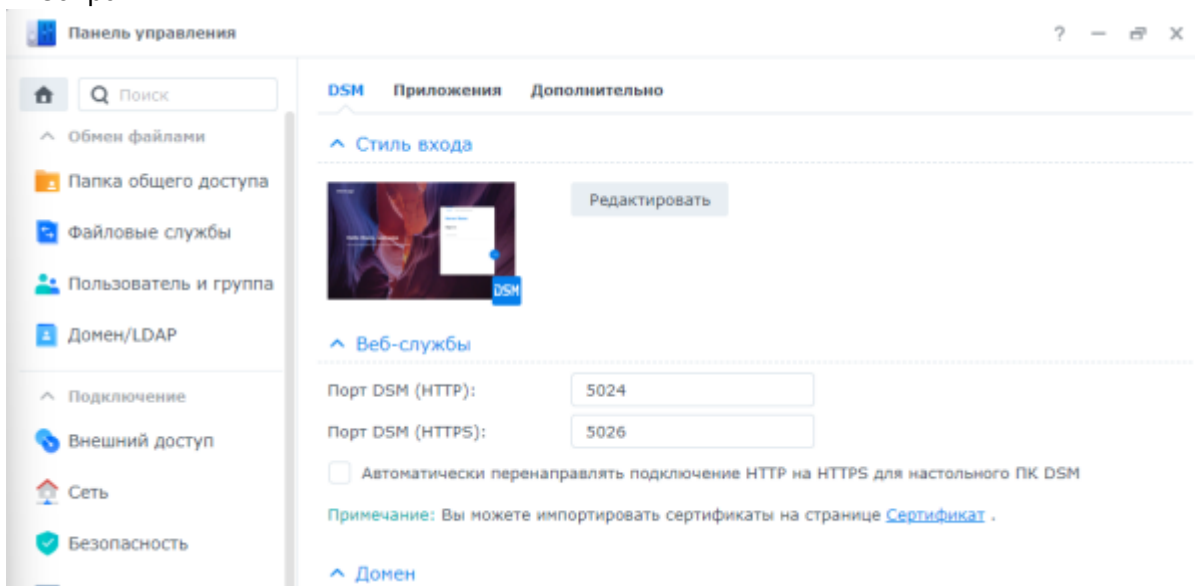 Панель управления
Поиск
DSM Приложения Дополнительно
Обмен файлами
Стиль входа
Папка общего доступа
Редактировать
Файловые службы
DSM
Пользователь и группа
Домен/LDAP
Веб-службы
Подключение
Порт DSM (HTTP): 5024
Внешний доступ
Порт DSM (HTTPS): 5026
Автоматически перенаправлять подключение HTTP на HTTPS для настольного ПК DSM
Сеть
Примечание: Вы можете импортировать сертификаты на странице Сертификат .
Безопасность
Домен